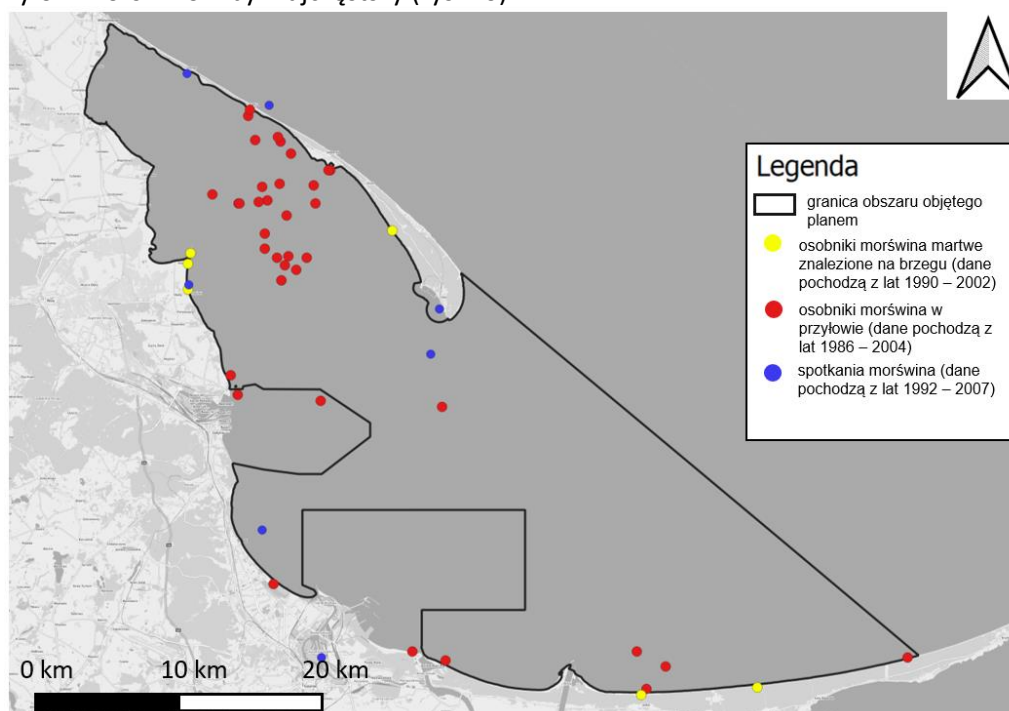 Legenda
granica obszaru objętego
planem
osobniki morświna martwe
znalezione na brzegu (dane
pochodzą z lat 1990 – 2002)
osobniki morświna w
przyłowie (dane pochodzą z
lat 1986 – 2004)
spotkania morświna (dane
pochodzą z lat 1992 – 2007)
0 km 10 km 20 km